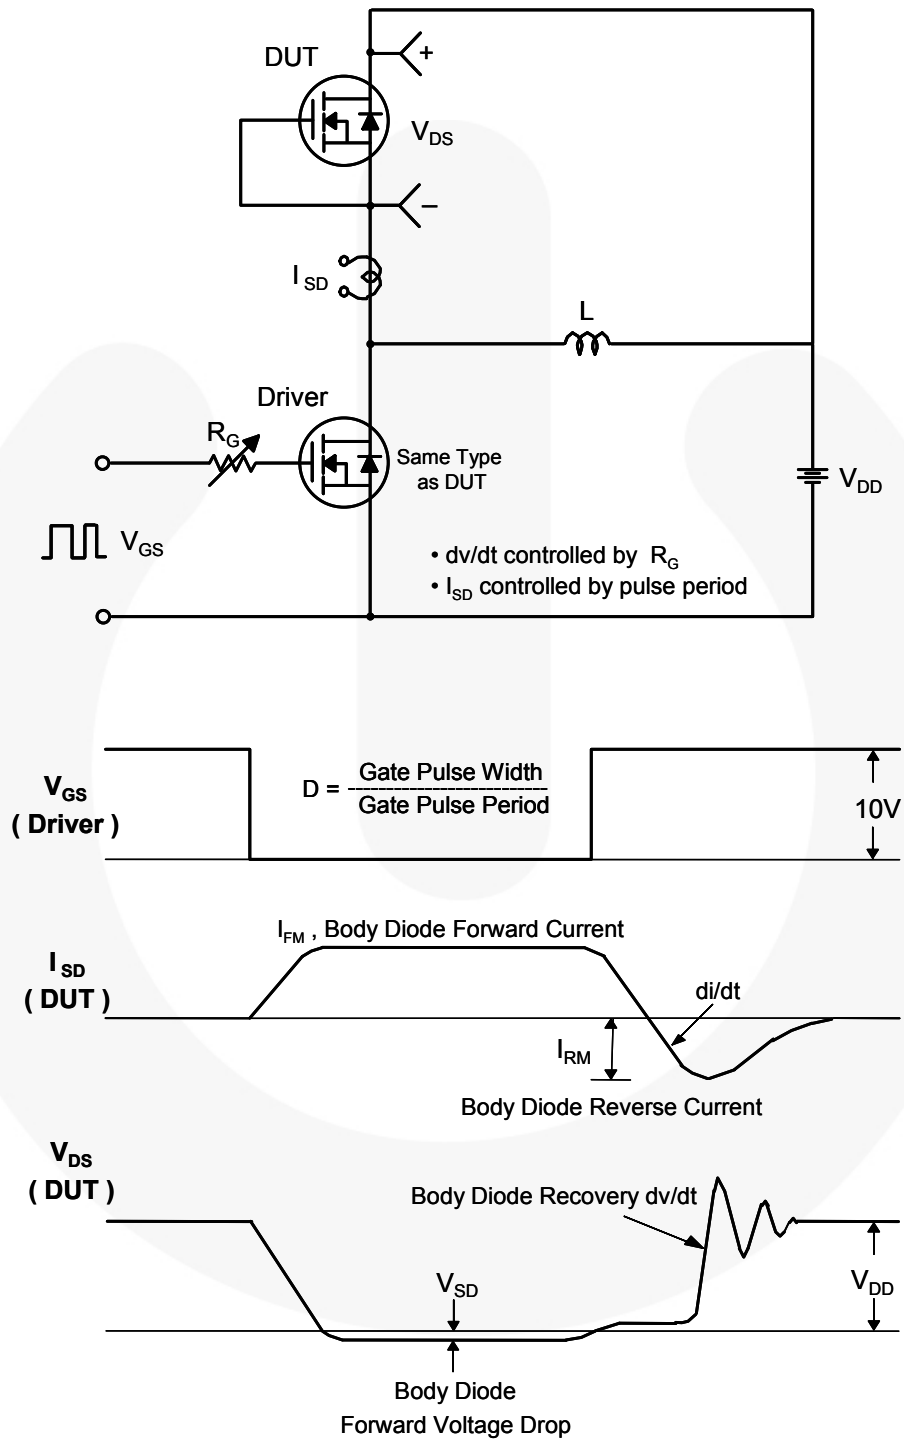 DUT
+
V_DS
−
I_SD
L
Driver
R_G
Same Type
as DUT
V_DD
V_GS
• dv/dt controlled by R_G
• I_SD controlled by pulse period
V_GS
( Driver )
D = Gate Pulse Width
Gate Pulse Period
10V
I_FM , Body Diode Forward Current
I_SD
( DUT )
di/dt
I_RM
Body Diode Reverse Current
V_DS
( DUT )
Body Diode Recovery dv/dt
V_SD
V_DD
Body Diode
Forward Voltage Drop